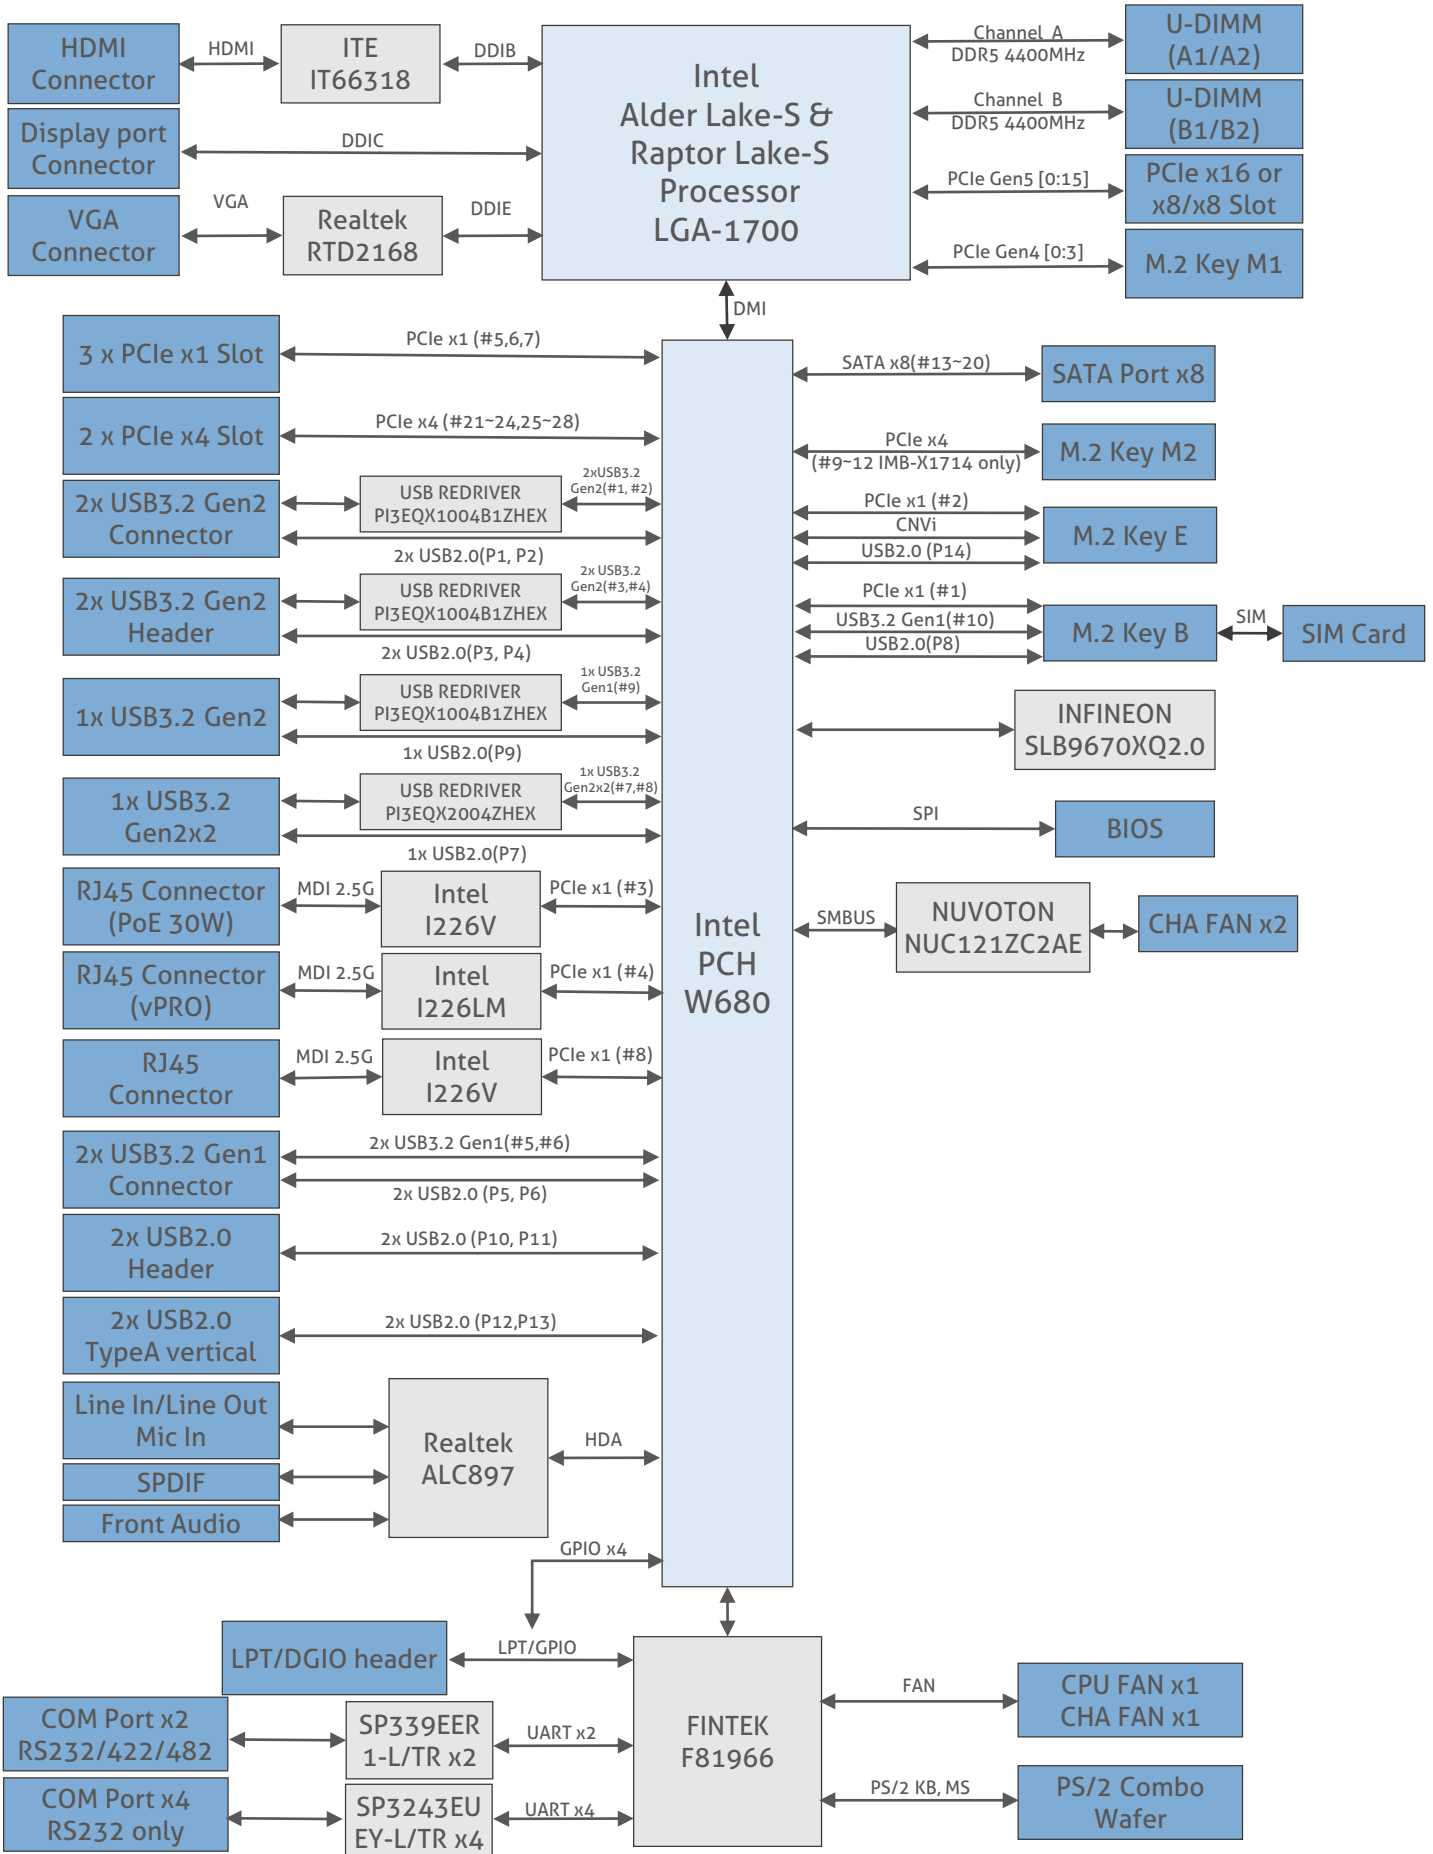 HDMI
Connector
HDMI
ITE
IT66318
DDIB
Display port
Connector
DDIC
VGA
Connector
VGA
Realtek
RTD2168
DDIE
Intel
Alder Lake-S &
Raptor Lake-S
Processor
LGA-1700
Channel A
DDR5 4400MHz
U-DIMM
(A1/A2)
Channel B
DDR5 4400MHz
U-DIMM
(B1/B2)
PCIe Gen5 [0:15]
PCIe x16 or
x8/x8 Slot
PCIe Gen4 [0:3]
M.2 Key M1
DMI
3 x PCIe x1 Slot
PCIe x1 (#5,6,7)
2 x PCIe x4 Slot
PCIe x4 (#21~24,25~28)
2x USB3.2 Gen2
Connector
USB REDRIVER
PI3EQX1004B1ZHEX
2xUSB3.2
Gen2(#1, #2)
2x USB2.0(P1, P2)
2x USB3.2 Gen2
Header
USB REDRIVER
PI3EQX1004B1ZHEX
2x USB3.2
Gen2(#3,#4)
2x USB2.0(P3, P4)
1x USB3.2 Gen2
USB REDRIVER
PI3EQX1004B1ZHEX
1x USB3.2
Gen1(#9)
1x USB2.0(P9)
1x USB3.2
Gen2x2
USB REDRIVER
PI3EQX2004ZHEX
1x USB3.2
Gen2x2(#7,#8)
1x USB2.0(P7)
RJ45 Connector
(PoE 30W)
MDI 2.5G
Intel
I226V
PCIe x1 (#3)
RJ45 Connector
(vPRO)
MDI 2.5G
Intel
I226LM
PCIe x1 (#4)
RJ45
Connector
MDI 2.5G
Intel
I226V
PCIe x1 (#8)
2x USB3.2 Gen1
Connector
2x USB3.2 Gen1(#5,#6)
2x USB2.0 (P5, P6)
2x USB2.0
Header
2x USB2.0 (P10, P11)
2x USB2.0
TypeA vertical
2x USB2.0 (P12,P13)
Line In/Line Out
Mic In
SPDIF
Front Audio
Realtek
ALC897
HDA
GPIO x4
Intel
PCH
W680
SATA x8(#13~20)
SATA Port x8
PCIe x4
(#9~12 IMB-X1714 only)
M.2 Key M2
PCIe x1 (#2)
CNVi
USB2.0 (P14)
M.2 Key E
PCIe x1 (#1)
USB3.2 Gen1(#10)
USB2.0(P8)
M.2 Key B
SIM
SIM Card
INFINEON
SLB9670XQ2.0
SPI
BIOS
SMBUS
NUVOTON
NUC121ZC2AE
CHA FAN x2
LPT/DGIO header
LPT/GPIO
COM Port x2
RS232/422/482
SP339EER
1-L/TR x2
UART x2
COM Port x4
RS232 only
SP3243EU
EY-L/TR x4
UART x4
FINTEK
F81966
FAN
CPU FAN x1
CHA FAN x1
PS/2 KB, MS
PS/2 Combo
Wafer